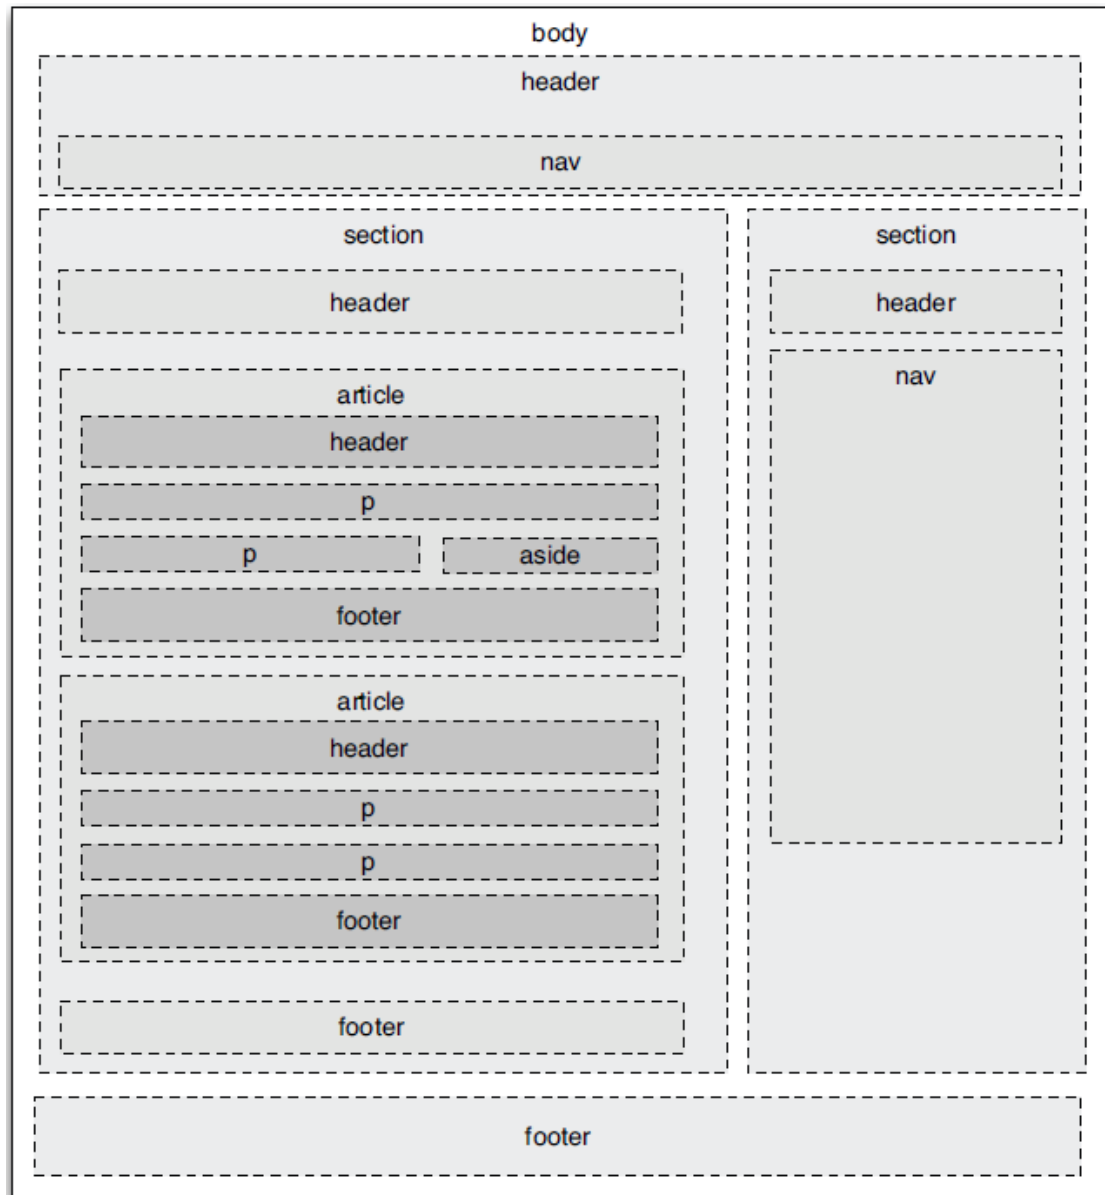 body
header
nav
section
header
article
header
p
p
aside
footer
article
header
p
p
footer
footer
section
header
nav
footer